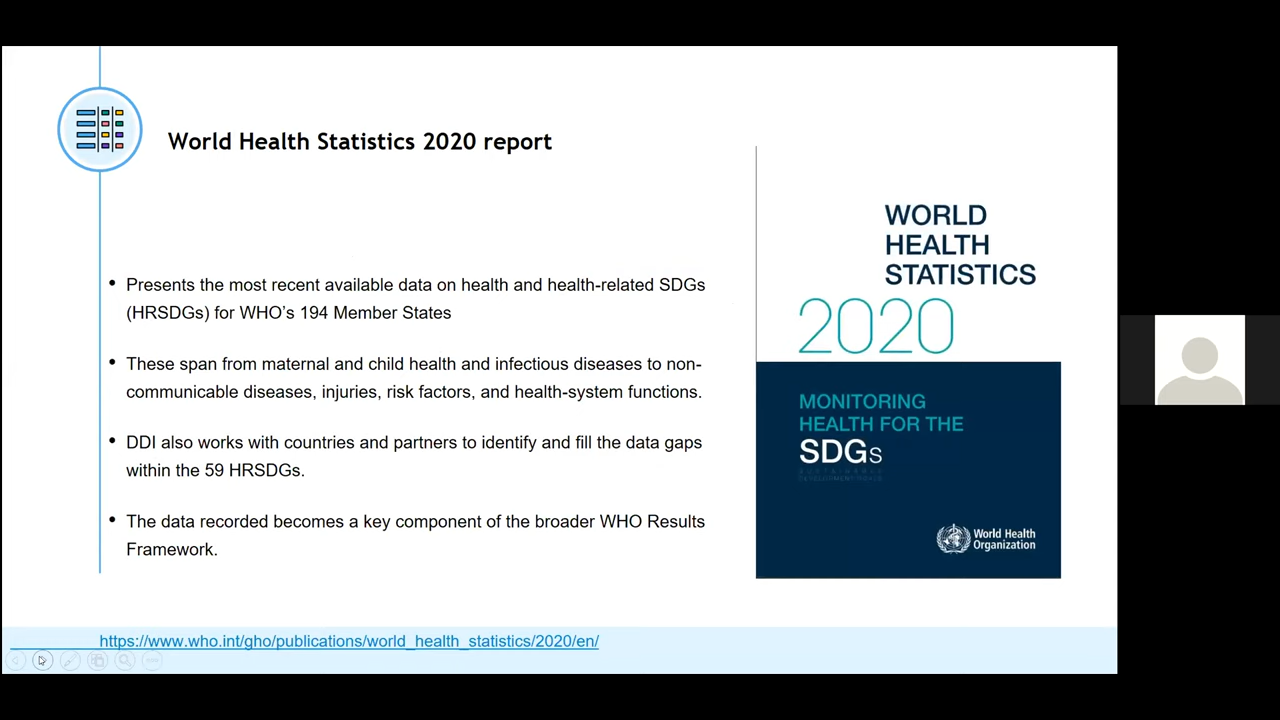 World Health Statistics 2020 report
• Presents the most recent available data on health and health-related SDGs
(HRSDGs) for WHO's 194 Member States
• These span from maternal and child health and infectious diseases to non-
communicable diseases, injuries, risk factors, and health-system functions.
• DDI also works with countries and partners to identify and fill the data gaps
within the 59 HRSDGs.
• The data recorded becomes a key component of the broader WHO Results
Framework.
WORLD
HEALTH
STATISTICS
2020
MONITORING
HEALTH FOR THE
SDGs
SUSTAINABLE
DEVELOPMENT GOALS
World Health
Organization
https://www.who.int/gho/publications/world_health_statistics/2020/en/